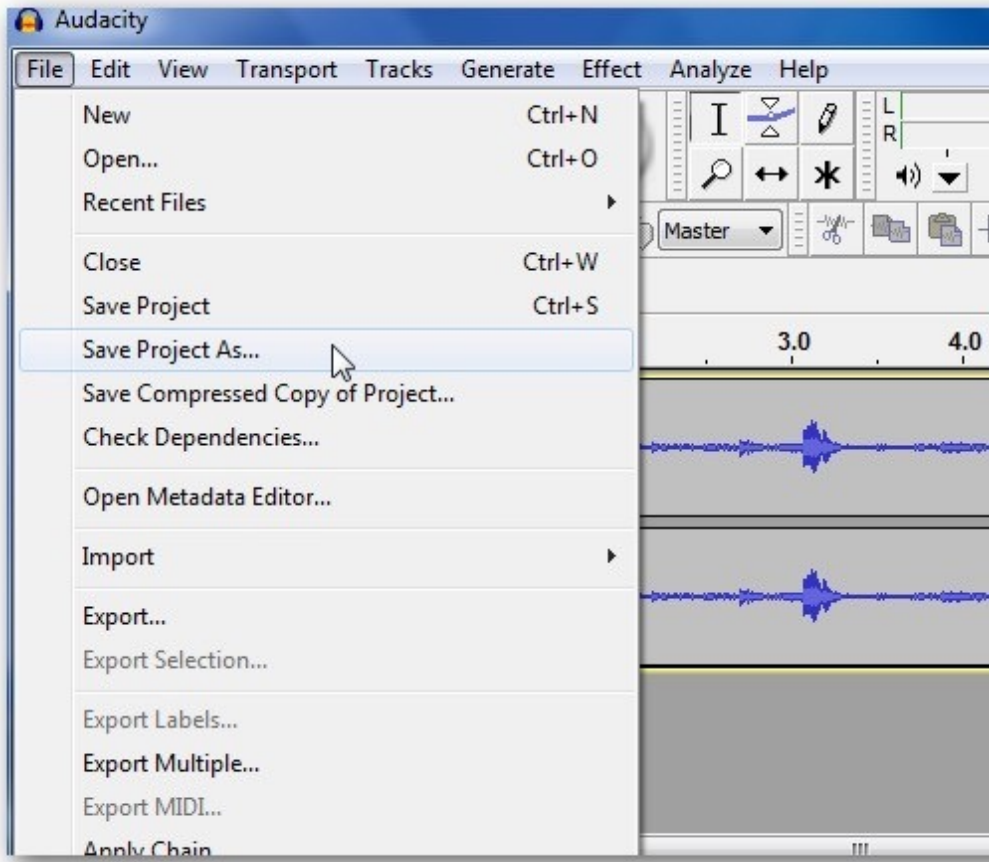 Audacity
File Edit View Transport Tracks Generate Effect Analyze Help
New Ctrl+N
Open... Ctrl+O
Recent Files
Close Ctrl+W
Save Project Ctrl+S
Save Project As...
Save Compressed Copy of Project...
Check Dependencies...
Open Metadata Editor...
Import
Export...
Export Selection...
Export Labels...
Export Multiple...
Export MIDI...
Apply Chain
L
R
Master
3.0 4.0